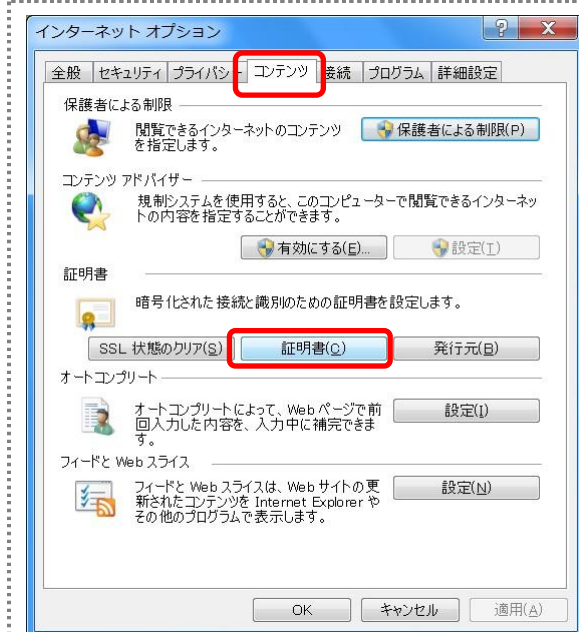 インターネット オプション
全般 セキュリティ プライバシー コンテンツ 接続 プログラム 詳細設定
保護者による制限
閲覧できるインターネットのコンテンツ
を指定します。
保護者による制限(P)
コンテンツ アドバイザー
規制システムを使用すると、このコンピューターで閲覧できるインターネッ
トの内容を指定することができます。
有効にする(E)... 設定(T)
証明書
暗号化された接続と識別のための証明書を設定します。
SSL 状態のクリア(S) 証明書(C) 発行元(B)
オートコンプリート
オートコンプリートによって、Web ページで前
回入力した内容を、入力中に補完できま
す。
設定(I)
フィードと Web スライス
フィードと Web スライスは、Web サイトの更
新されたコンテンツを Internet Explorer や
その他のプログラムで表示します。
設定(N)
OK キャンセル 適用(A)